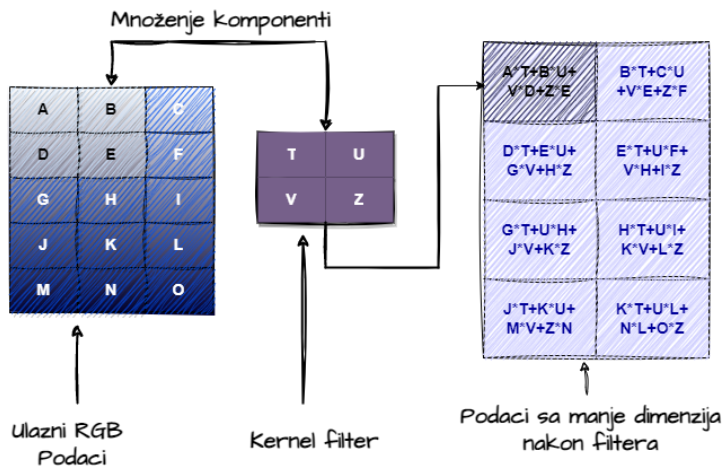 Množenje komponenti
A B C
D E F
G H I
J K L
M N O
T U
V Z
A*T+B*U+
V*D+Z*E
B*T+C*U
+V*E+Z*F
D*T+E*U+
G*V+H*Z
E*T+U*F+
V*H+I*Z
G*T+U*H+
J*V+K*Z
H*T+U*I+
K*V+L*Z
J*T+K*U+
M*V+Z*N
K*T+U*L+
N*L+O*Z
Ulazni RGB
Podaci
Kernel filter
Podaci sa manje dimenzija
nakon filtera